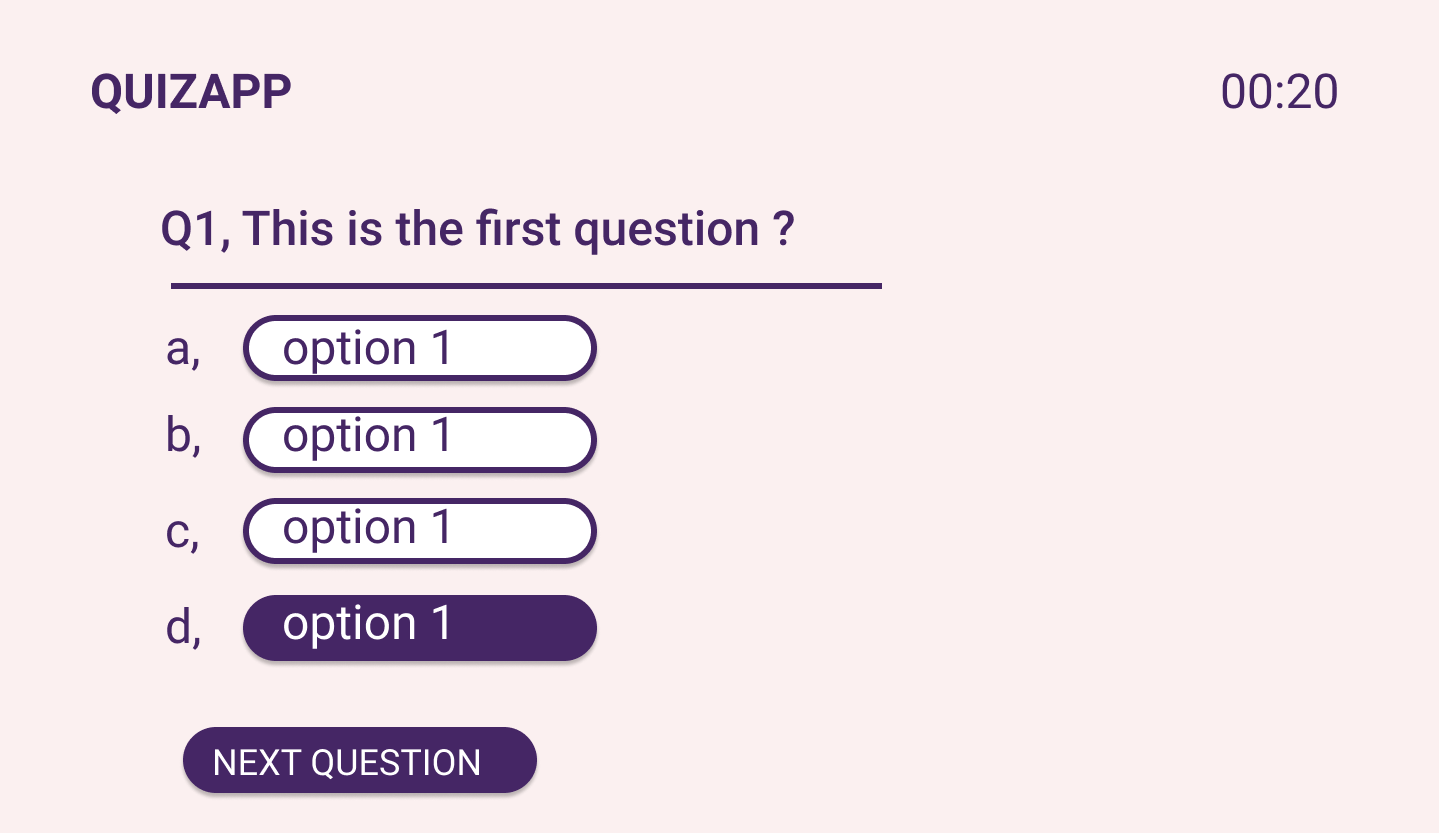 QUIZAPP 00:20
Q1, This is the first question ?
a, option 1
b, option 1
c, option 1
d, option 1
NEXT QUESTION